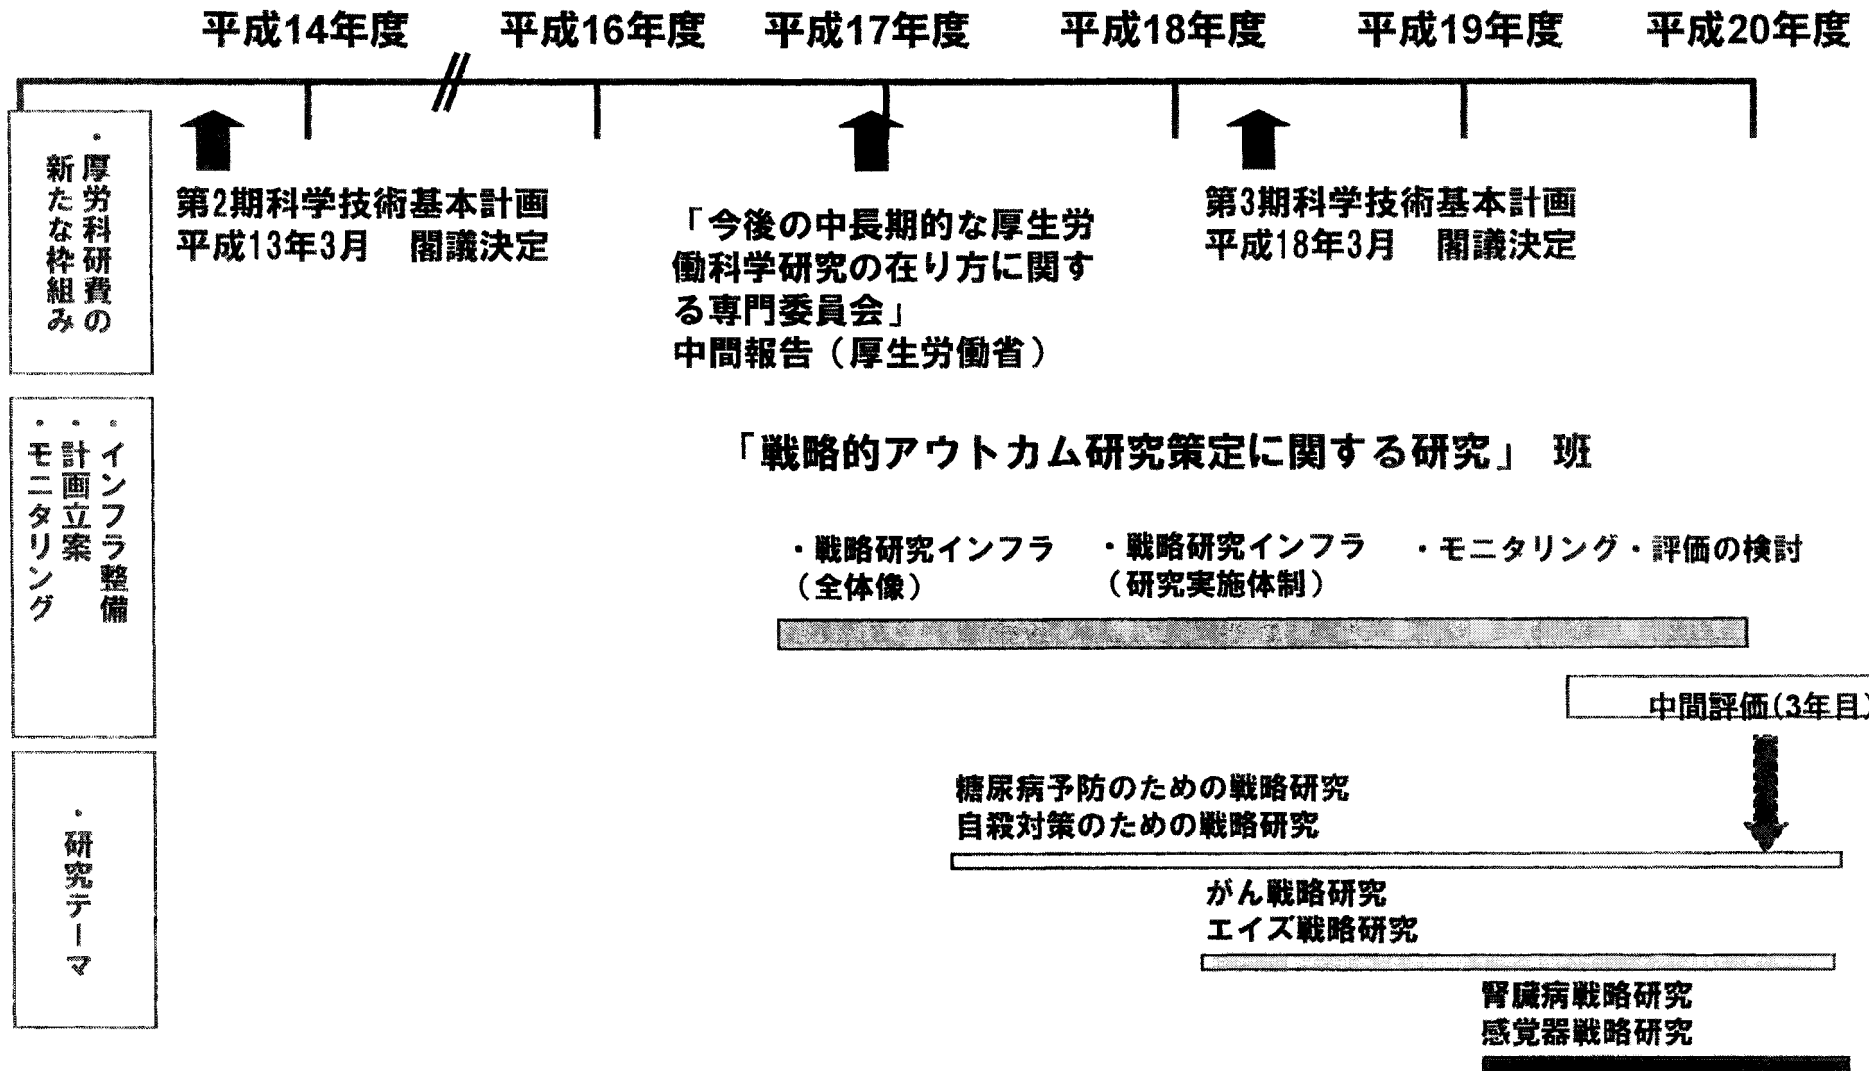 平成14年度 平成16年度 平成17年度 平成18年度 平成19年度 平成20年度
・厚労科研費の
新たな枠組み
第2期科学技術基本計画
平成13年3月 閣議決定
「今後の中長期的な厚生労
働科学研究の在り方に関す
る専門委員会」
中間報告（厚生労働省）
第3期科学技術基本計画
平成18年3月 閣議決定
・インフラ整備
・計画立案
・モニタリング
「戦略的アウトカム研究策定に関する研究」 班
・戦略研究インフラ
（全体像）
・戦略研究インフラ
（研究実施体制）
・モニタリング・評価の検討
中間評価(3年目)
・研究テーマ
糖尿病予防のための戦略研究
自殺対策のための戦略研究
がん戦略研究
エイズ戦略研究
腎臓病戦略研究
感覚器戦略研究